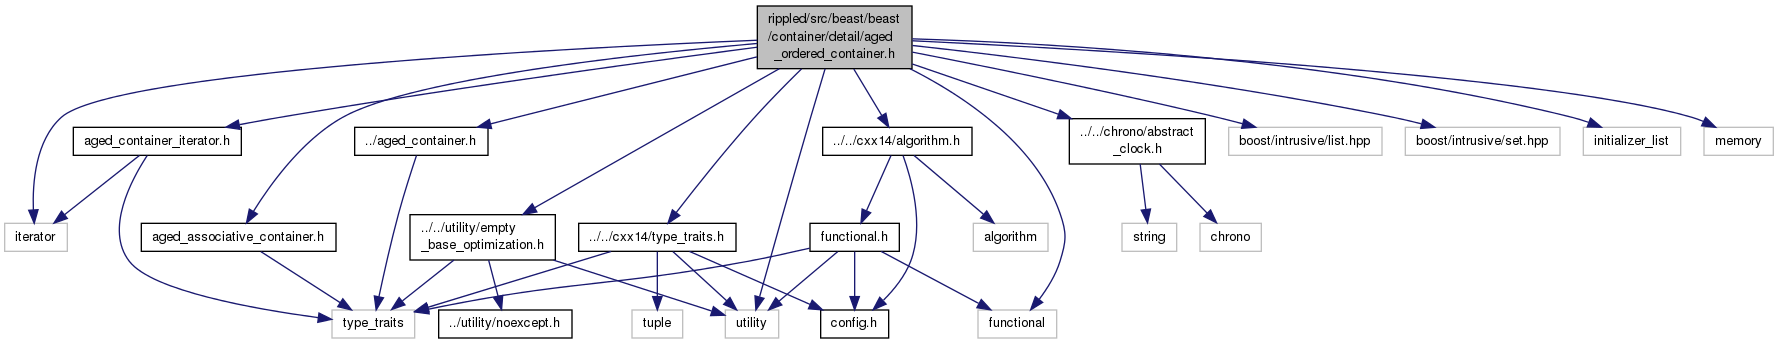 rippled/src/beast/beast
/container/detail/aged
_ordered_container.h
aged_container_iterator.h
../aged_container.h
../../cxx14/algorithm.h
../../chrono/abstract
_clock.h
boost/intrusive/list.hpp
boost/intrusive/set.hpp
initializer_list
memory
iterator
aged_associative_container.h
../../utility/empty
_base_optimization.h
../../cxx14/type_traits.h
functional.h
algorithm
string
chrono
type_traits
../utility/noexcept.h
tuple
utility
config.h
functional